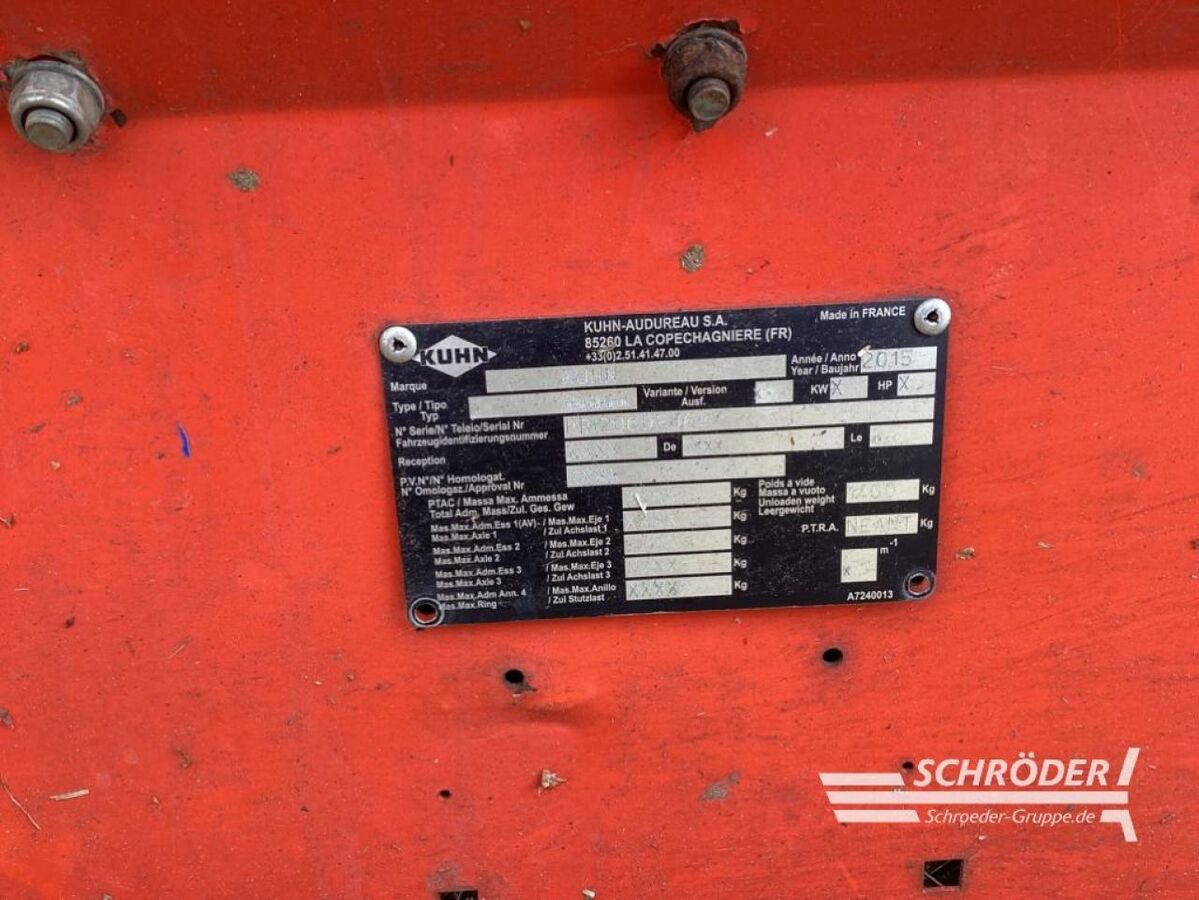 KUHN
KUHN-AUDUREAU S.A.
85260 LA COPECHAGNIERE (FR)
+33(0)2.51.41.47.00
Made in FRANCE
Marque
Année / Anno 2015
Year / Baujahr
Type / Tipo
Typ
Variante / Version
Ausf.
KW X HP X
N° Serie/N° Teleio/Serial Nr
Fahrzeugidentifizierungsnummer
Reception De Le
P.V.N°/N° Homologat.
N° Omologsz./Approval Nr
PTAC / Massa Max. Ammessa Kg
Total Adm. Mass/Zul. Ges. Gew
Poids à vide
Massa a vuoto
Unloaden weight
Leergewicht
Kg
Mas.Max.Adm.Ess 1(AV)- / Mas.Max.Eje 1 Kg
Mas.Max.Axle 1 / Zul Achslast 1
P.T.R.A. NEANT Kg
Mas.Max.Adm.Ess 2 / Mas.Max.Eje 2 Kg
Mas.Max.Axle 2 / Zul Achslast 2
Mas.Max.Adm.Ess 3 / Mas.Max.Eje 3 Kg
Mas.Max.Axle 3 / Zul Achslast 3
m-1
X
Mas.Max.Adm Ann. 4 / Mas.Max.Anillo XXXX Kg
Mas.Max.Ring / Zul Stutzlast
A7240013
SCHRÖDER
Schroeder-Gruppe.de